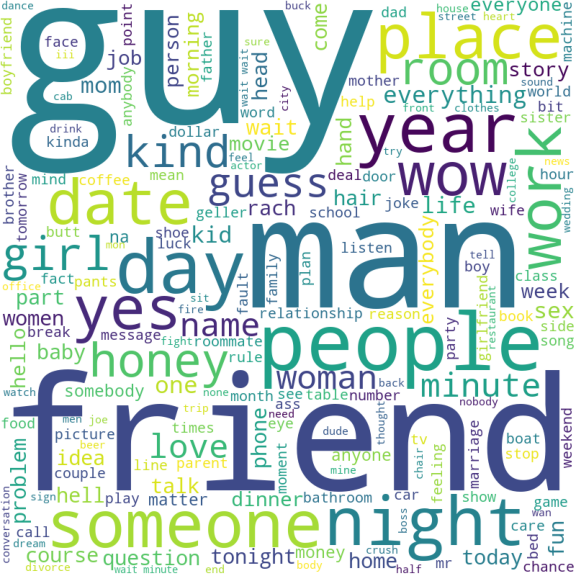 guy
dance
boyfriend
iii
face
cab
drink
kinda
anybody
point
job
mom
person
morning
father
dad
come
buck
house
street
heart
everyone
machine
place
room
story
sound
world
bit
everything
front
clothes
sister
wait wait
sure
city
mother
help
head
word
wait
dollar
movie
hand
feel
actor
kind
year
try
wow
work
college
news
hour
wedding
brother
tomorrow
mind
coffee
mean
guess
deal
door
hair
joke
life
wife
date
butt
geller
rach
school
shoe
luck
kid
na
girl
fact
pants
mon
office
day
man
listen
boy
tell
everybody
class
week
part
women
break
yes
message
name
sit
fire
fault
family
plan
relationship
reason
girlfriend
restaurant
book
sex
side
song
party
hello
baby
somebody
honey
fight
roommate
rule
people
woman
minute
one
none
month
see
table
number
back
need
ass
watch
food
men
joe
beer
trip
friend
dude
thought
nobody
marriage
boat
weekend
picture
times
love
phone
eye
moment
anyone
tv
chair
stop
feeling
problem
idea
couple
line
parent
talk
mine
conversation
sign
hell
play
matter
dinner
bathroom
car
boss
show
game
wan
care
fun
dream
call
someone
night
course
question
tonight
money
home
crush
half
mr
today
bed
chance
divorce
wait minute
end
body